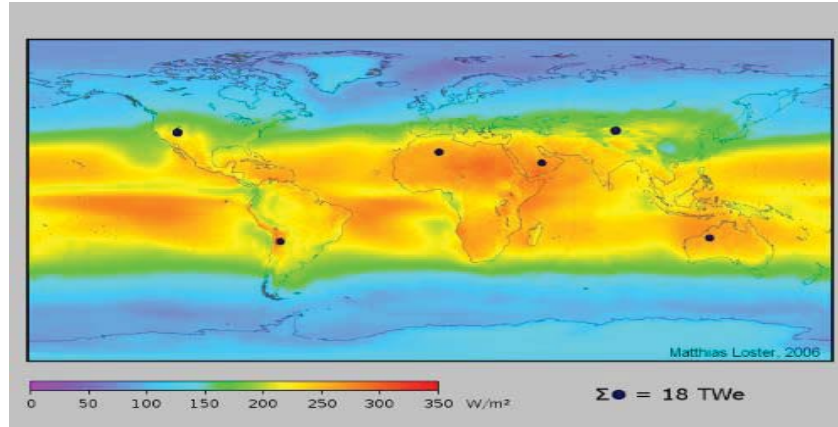 Matthias Loster, 2006
0 50 100 150 200 250 300 350 W/m²
Σ● = 18 TWe